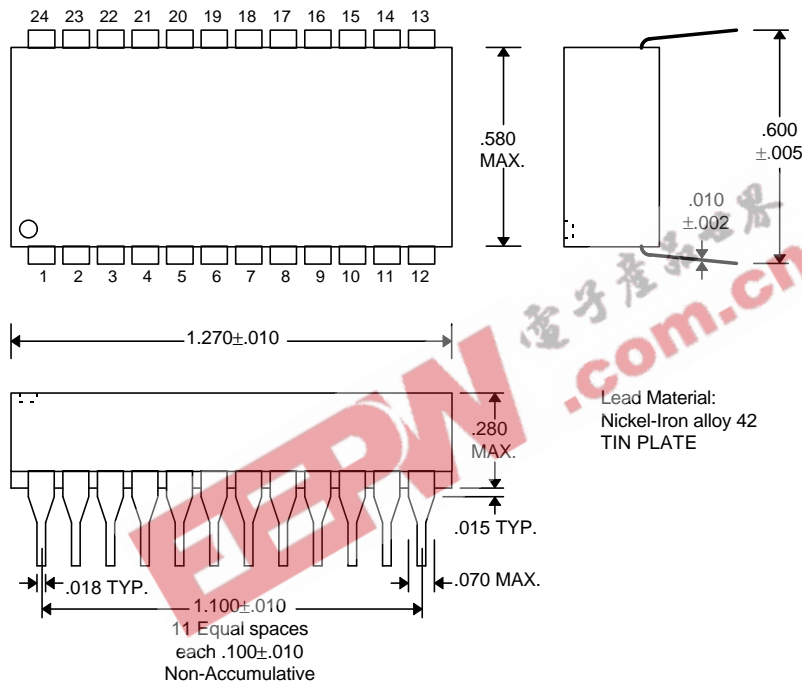 24 23 22 21 20 19 18 17 16 15 14 13
.580
MAX.
.600
±.005
.010
±.002
1 2 3 4 5 6 7 8 9 10 11 12
1.270±.010
電子產品世界
EEPW.com.cn
Lead Material:
Nickel-Iron alloy 42
TIN PLATE
.280
MAX.
.015 TYP.
.018 TYP.
.070 MAX.
1.100±.010
11 Equal spaces
each .100±.010
Non-Accumulative